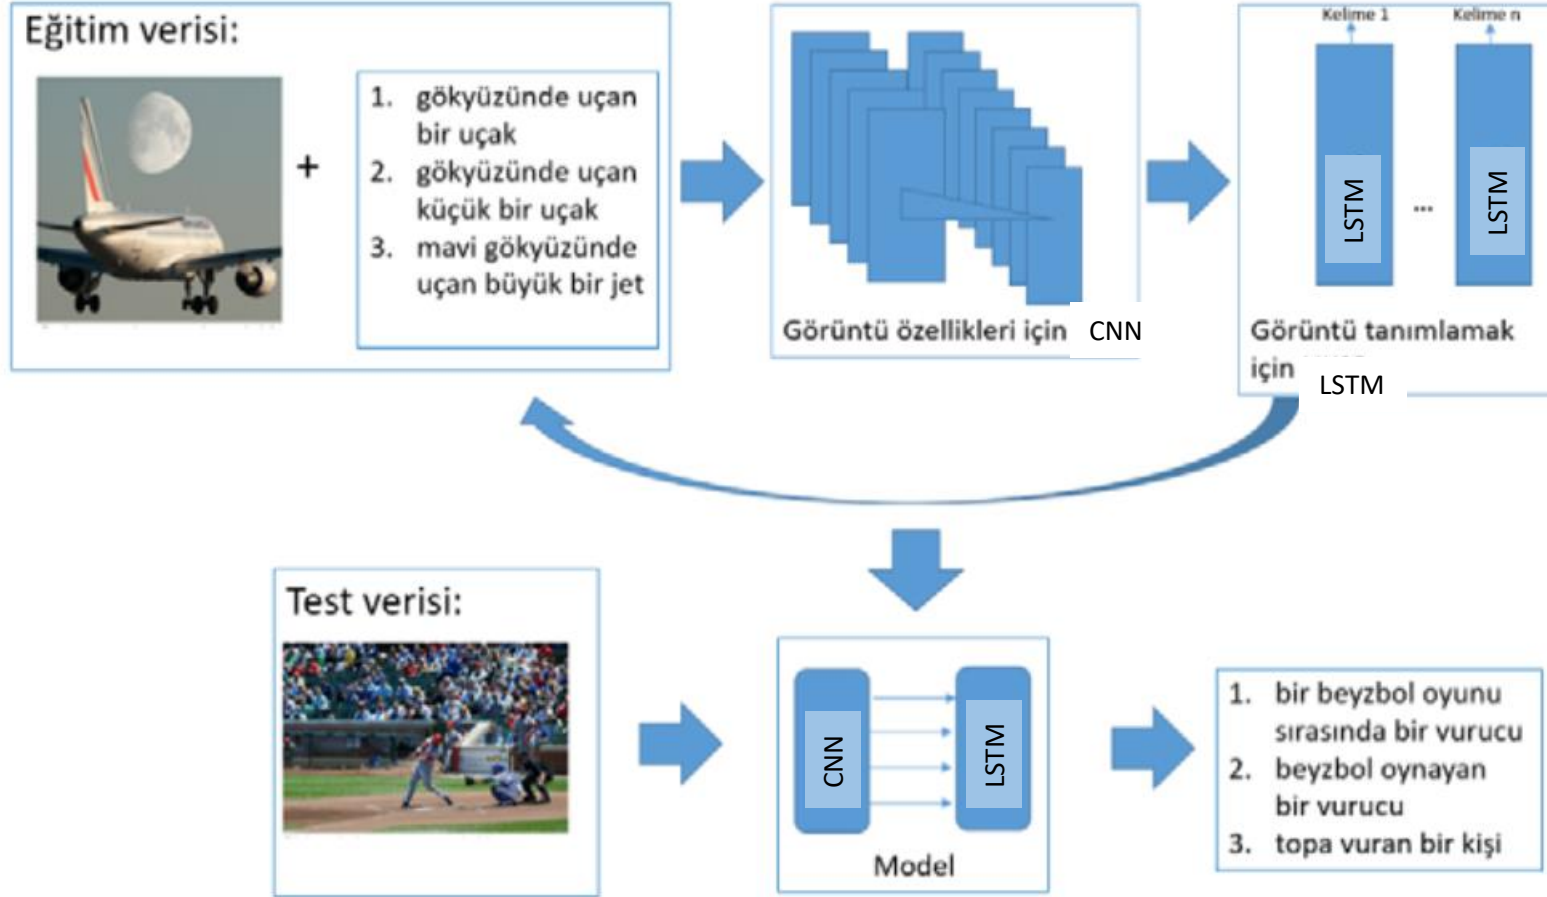 Eğitim verisi:
+
1. gökyüzünde uçan
bir uçak
2. gökyüzünde uçan
küçük bir uçak
3. mavi gökyüzünde
uçan büyük bir jet
Görüntü özellikleri için CNN
Kelime 1 Kelime n
LSTM ... LSTM
Görüntü tanımlamak
için
LSTM
Test verisi:
CNN LSTM
Model
1. bir beyzbol oyunu
sırasında bir vurucu
2. beyzbol oynayan
bir vurucu
3. topa vuran bir kişi